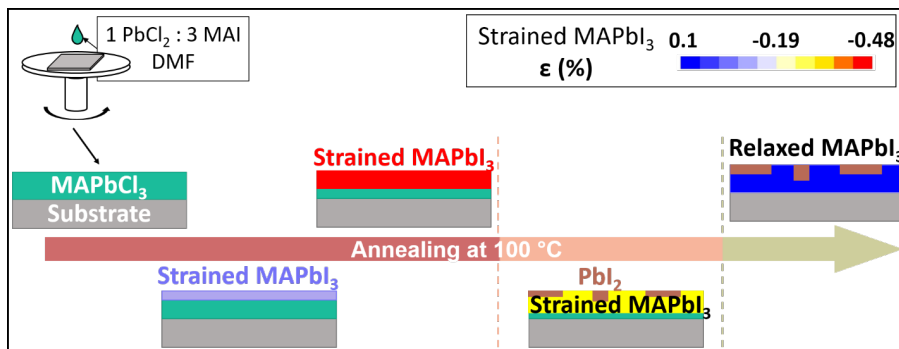 1 PbCl₂ : 3 MAI
DMF
Strained MAPbI₃
ε (%)
0.1 -0.19 -0.48
MAPbCl₃
Substrate
Strained MAPbI₃
Relaxed MAPbI₃
Annealing at 100 °C
Strained MAPbI₃
PbI₂
Strained MAPbI₃